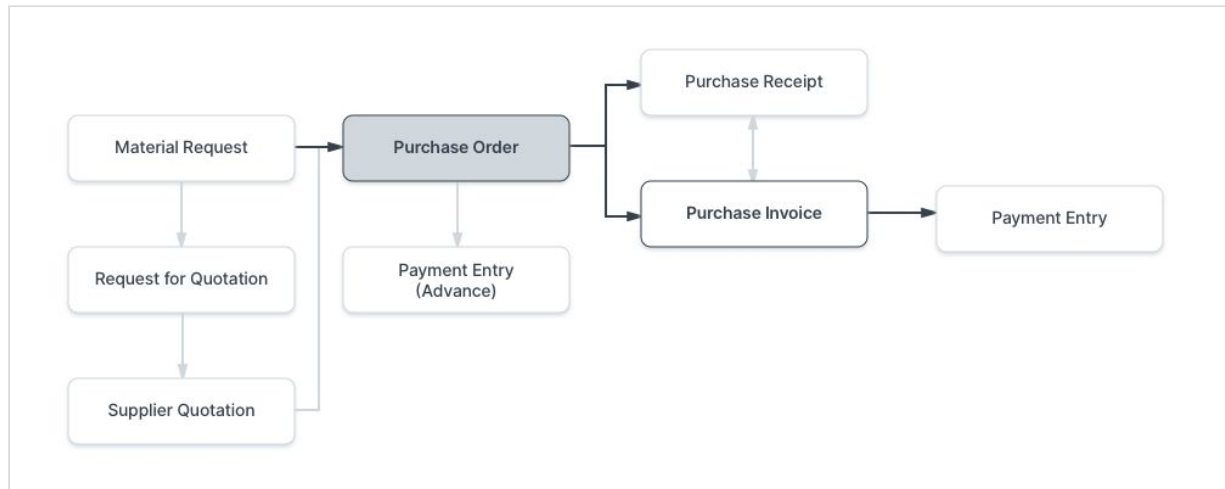 Purchase Receipt
Material Request
Purchase Order
Purchase Invoice
Payment Entry
Request for Quotation
Payment Entry
(Advance)
Supplier Quotation